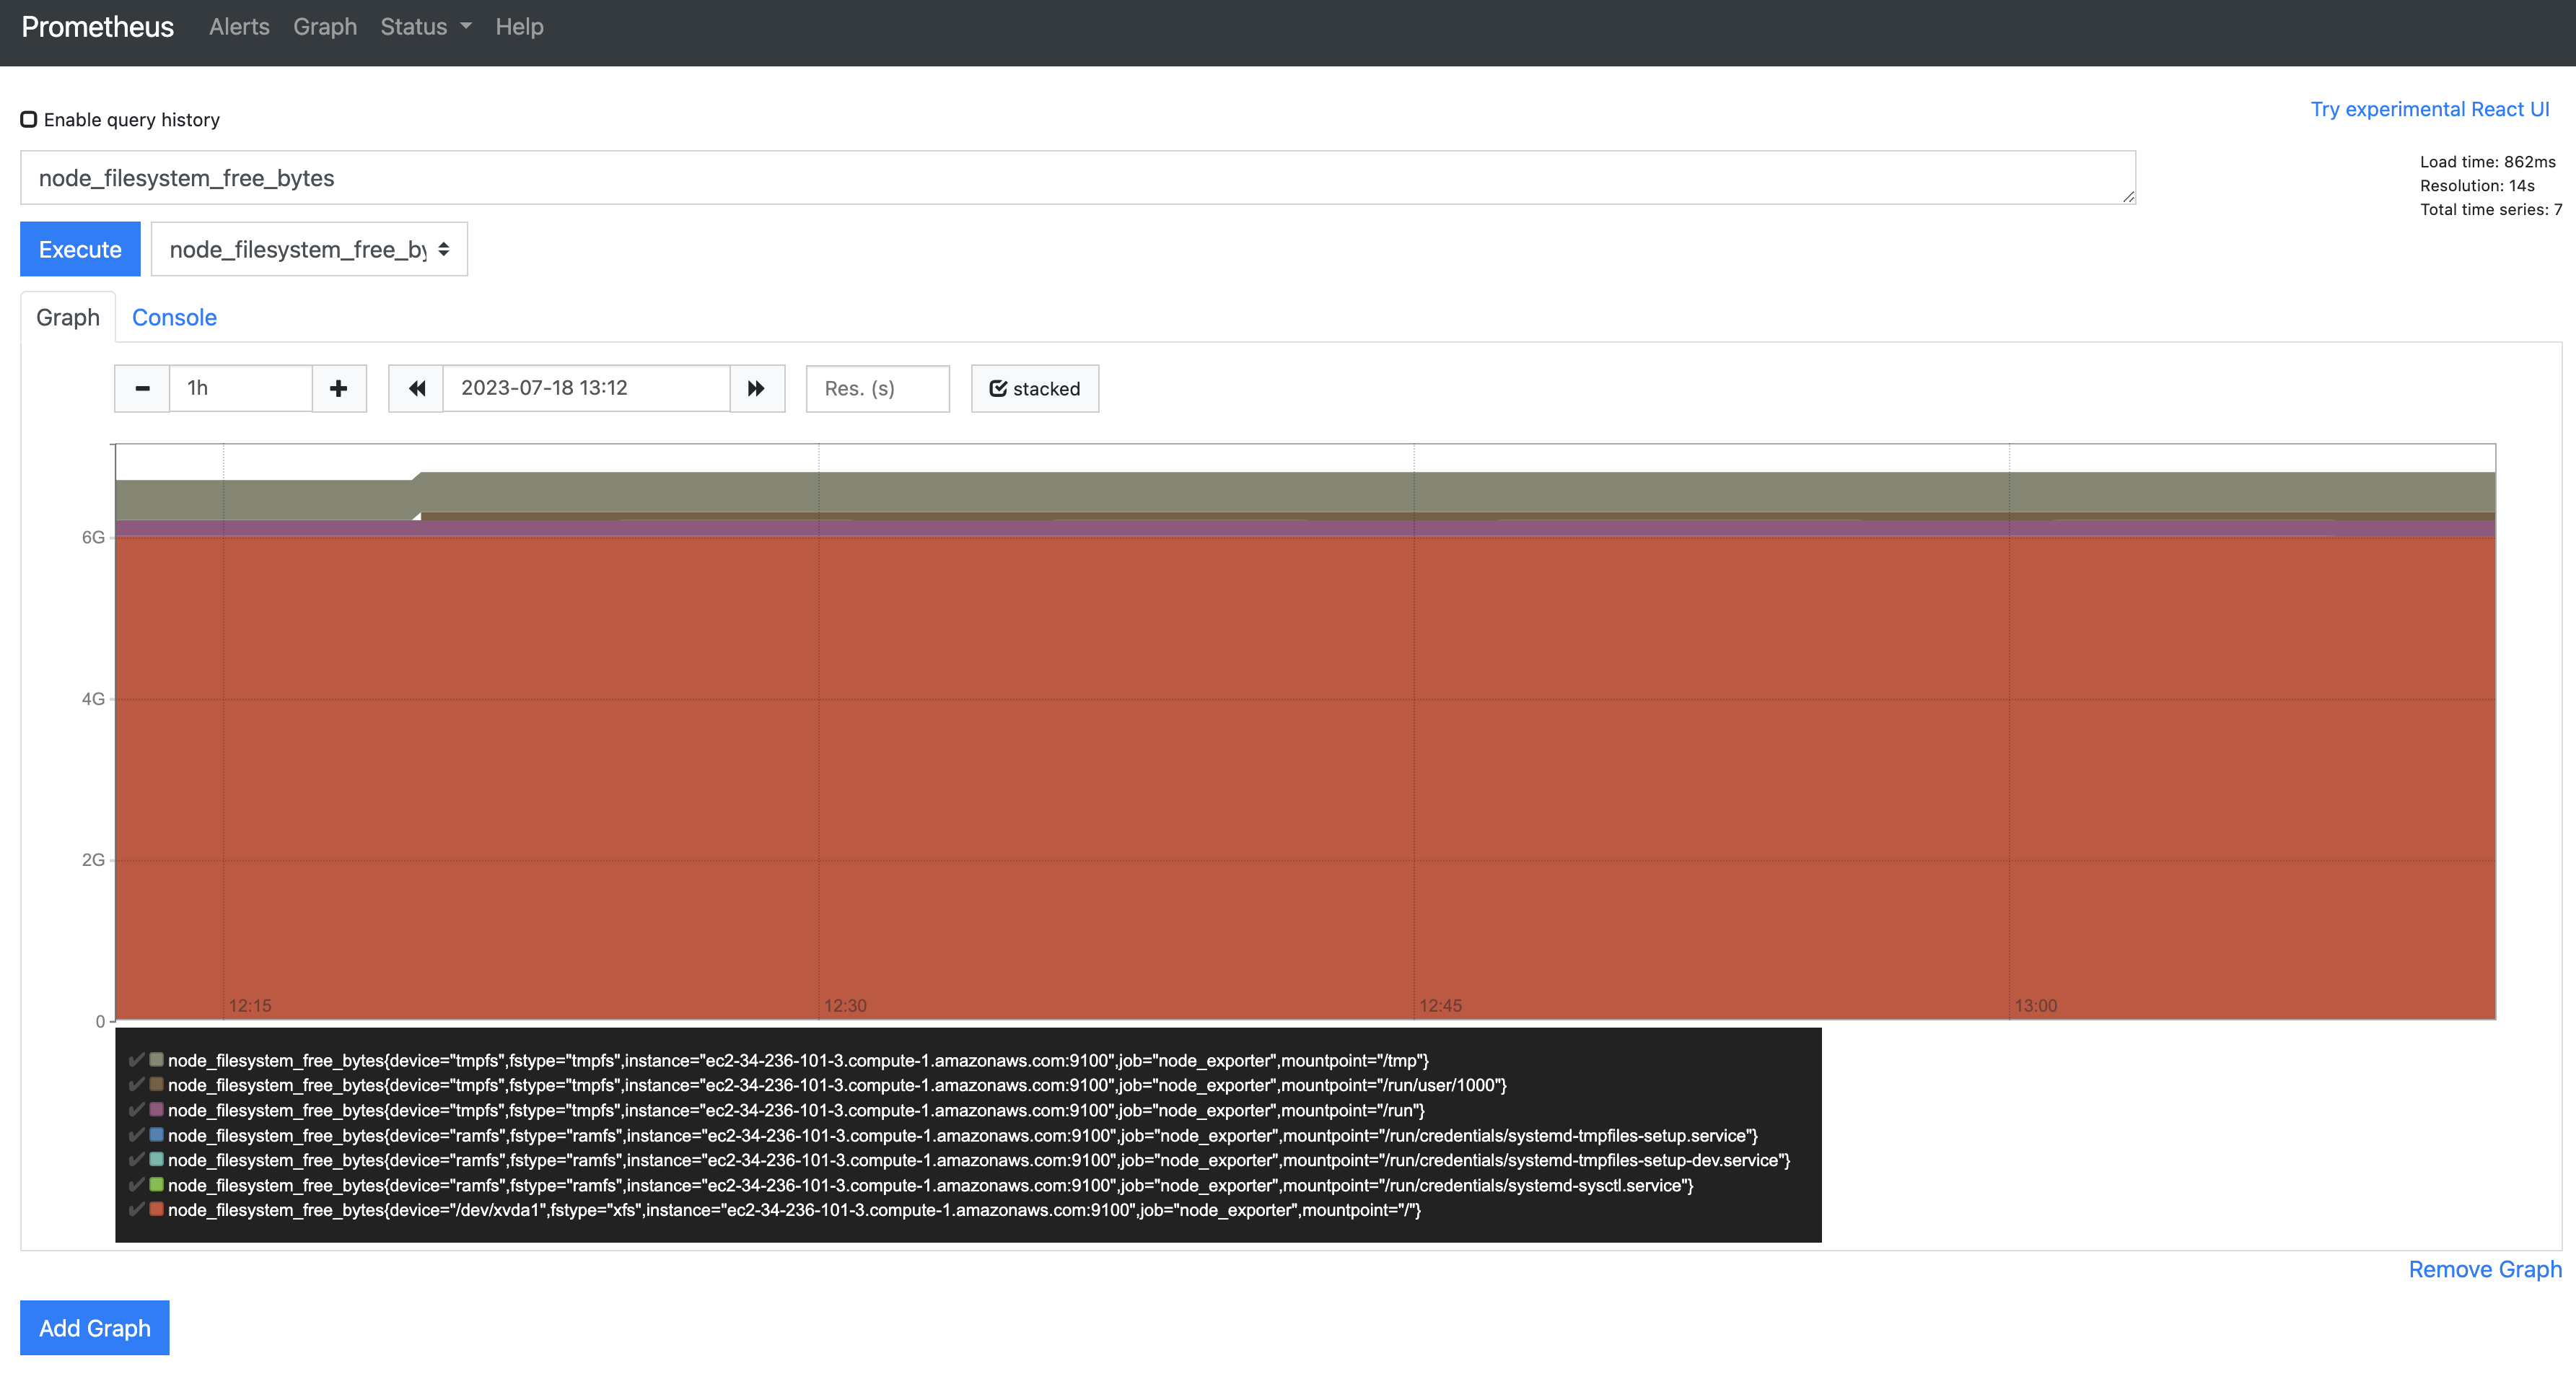 Prometheus Alerts Graph Status Help
Enable query history
Try experimental React UI
node_filesystem_free_bytes
Load time: 862ms
Resolution: 14s
Total time series: 7
Execute node_filesystem_free_by
Graph Console
1h 2023-07-18 13:12 Res. (s) stacked
6G
4G
2G
0
12:15 12:30 12:45 13:00
node_filesystem_free_bytes{device="tmpfs",fstype="tmpfs",instance="ec2-34-236-101-3.compute-1.amazonaws.com:9100",job="node_exporter",mountpoint="/tmp"}
node_filesystem_free_bytes{device="tmpfs",fstype="tmpfs",instance="ec2-34-236-101-3.compute-1.amazonaws.com:9100",job="node_exporter",mountpoint="/run/user/1000"}
node_filesystem_free_bytes{device="tmpfs",fstype="tmpfs",instance="ec2-34-236-101-3.compute-1.amazonaws.com:9100",job="node_exporter",mountpoint="/run"}
node_filesystem_free_bytes{device="ramfs",fstype="ramfs",instance="ec2-34-236-101-3.compute-1.amazonaws.com:9100",job="node_exporter",mountpoint="/run/credentials/systemd-tmpfiles-setup.service"}
node_filesystem_free_bytes{device="ramfs",fstype="ramfs",instance="ec2-34-236-101-3.compute-1.amazonaws.com:9100",job="node_exporter",mountpoint="/run/credentials/systemd-tmpfiles-setup-dev.service"}
node_filesystem_free_bytes{device="ramfs",fstype="ramfs",instance="ec2-34-236-101-3.compute-1.amazonaws.com:9100",job="node_exporter",mountpoint="/run/credentials/systemd-sysctl.service"}
node_filesystem_free_bytes{device="/dev/xvda1",fstype="xfs",instance="ec2-34-236-101-3.compute-1.amazonaws.com:9100",job="node_exporter",mountpoint="/"}
Remove Graph
Add Graph